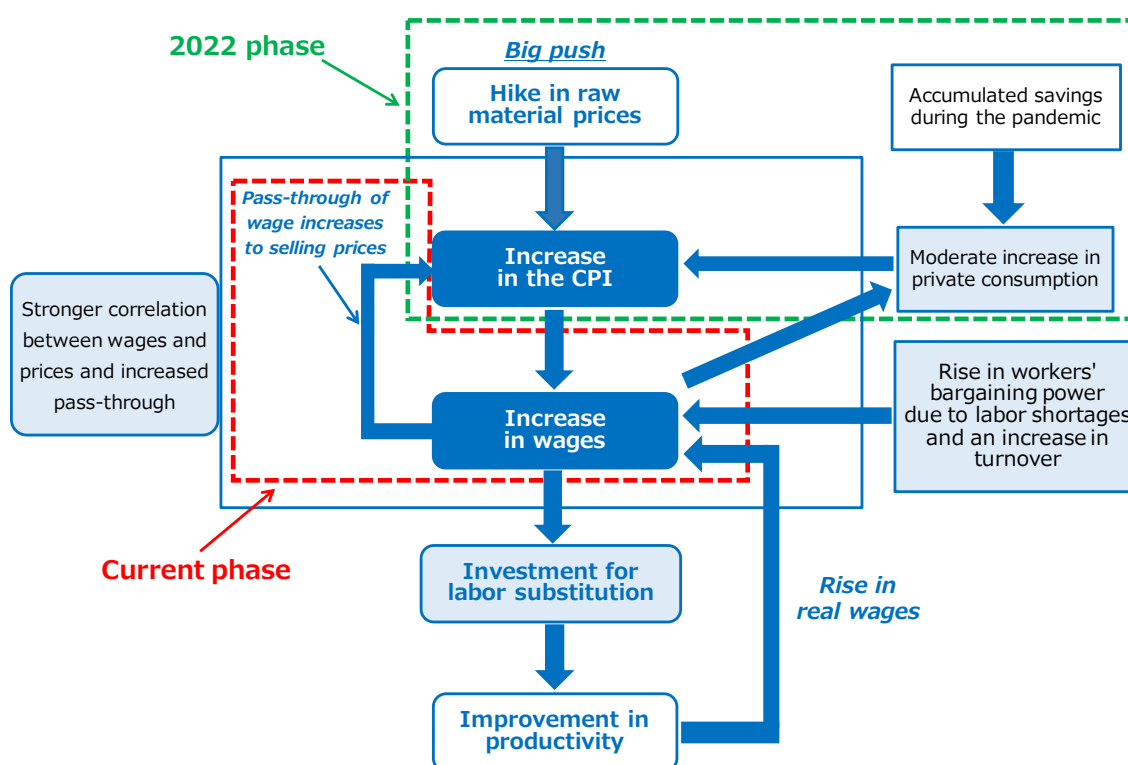 2022 phase
Big push
Hike in raw
material prices
Accumulated savings
during the pandemic
Pass-through of
wage increases
to selling prices
Increase
in the CPI
Moderate increase in
private consumption
Stronger correlation
between wages and
prices and increased
pass-through
Increase
in wages
Rise in workers'
bargaining power
due to labor shortages
and an increase in
turnover
Current phase
Investment for
labor substitution
Rise in
real wages
Improvement in
productivity